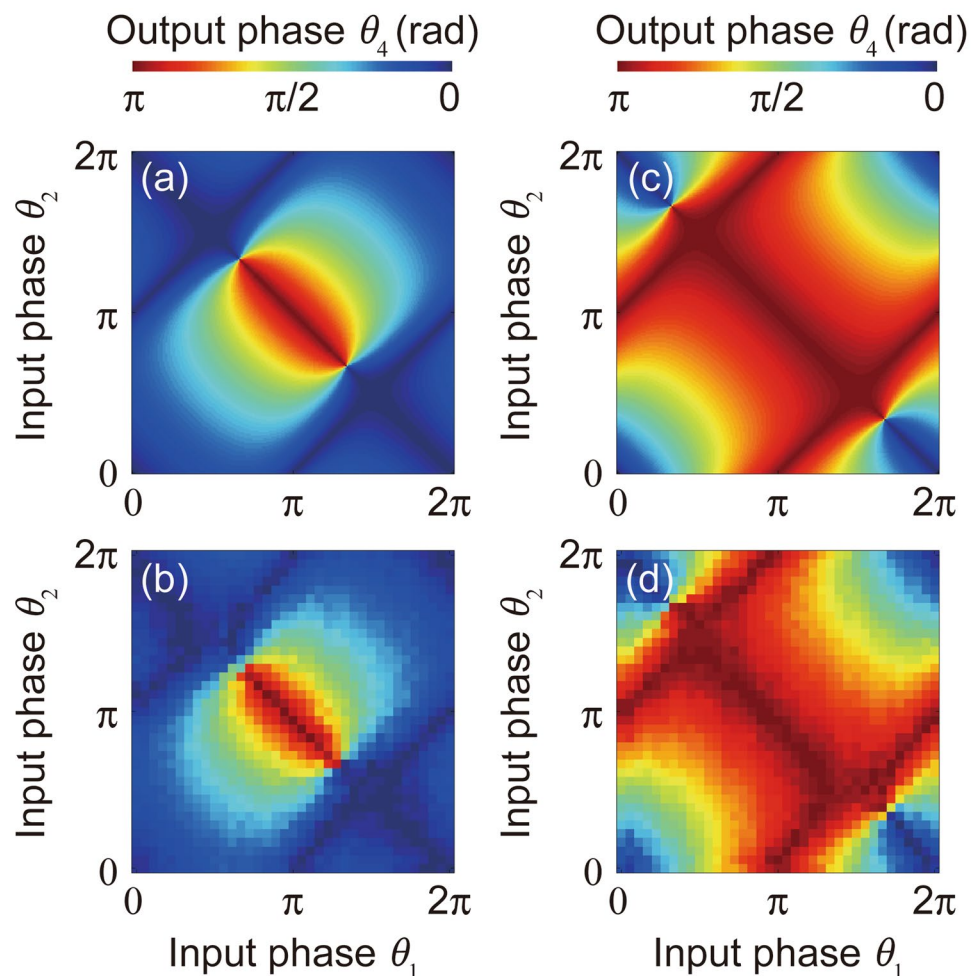 Output phase θ4 (rad)
π π/2 0
Output phase θ4 (rad)
π π/2 0
(a)
2π
π
0
Input phase θ2
0 π 2π
(c)
2π
π
0
Input phase θ2
0 π 2π
(b)
2π
π
0
Input phase θ2
0 π 2π
Input phase θ1
(d)
2π
π
0
Input phase θ2
0 π 2π
Input phase θ1